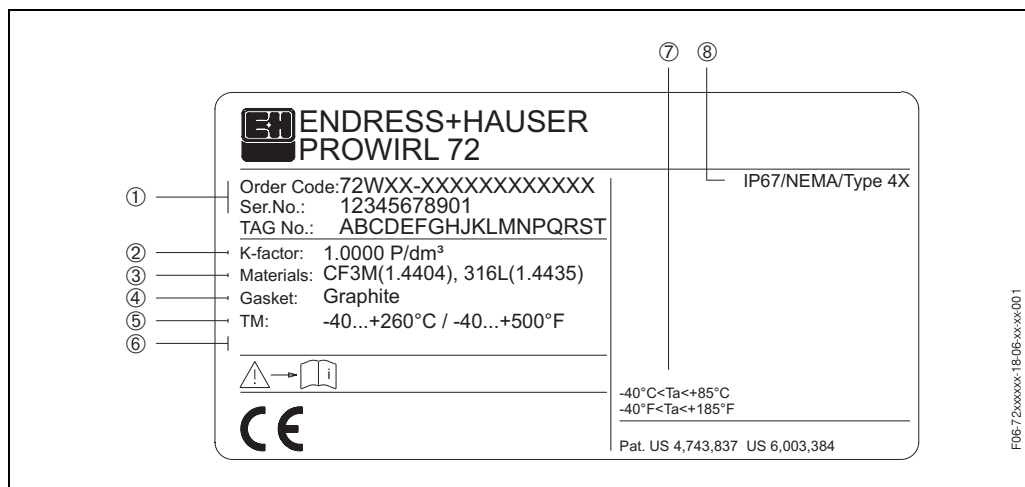 ⑦ ⑧
E+H ENDRESS+HAUSER
PROWIRL 72
IP67/NEMA/Type 4X
① Order Code: 72WXX-XXXXXXXXXXXX
Ser.No.: 12345678901
TAG No.: ABCDEFGHJKLMNPQRST
② K-factor: 1.0000 P/dm³
③ Materials: CF3M(1.4404), 316L(1.4435)
④ Gasket: Graphite
⑤ TM: -40...+260°C / -40...+500°F
⑥
i
-40°C<Ta<+85°C
-40°F<Ta<+185°F
CE
Pat. US 4,743,837 US 6,003,384
F06-72xxxxxx-18-06-xx-xx-001